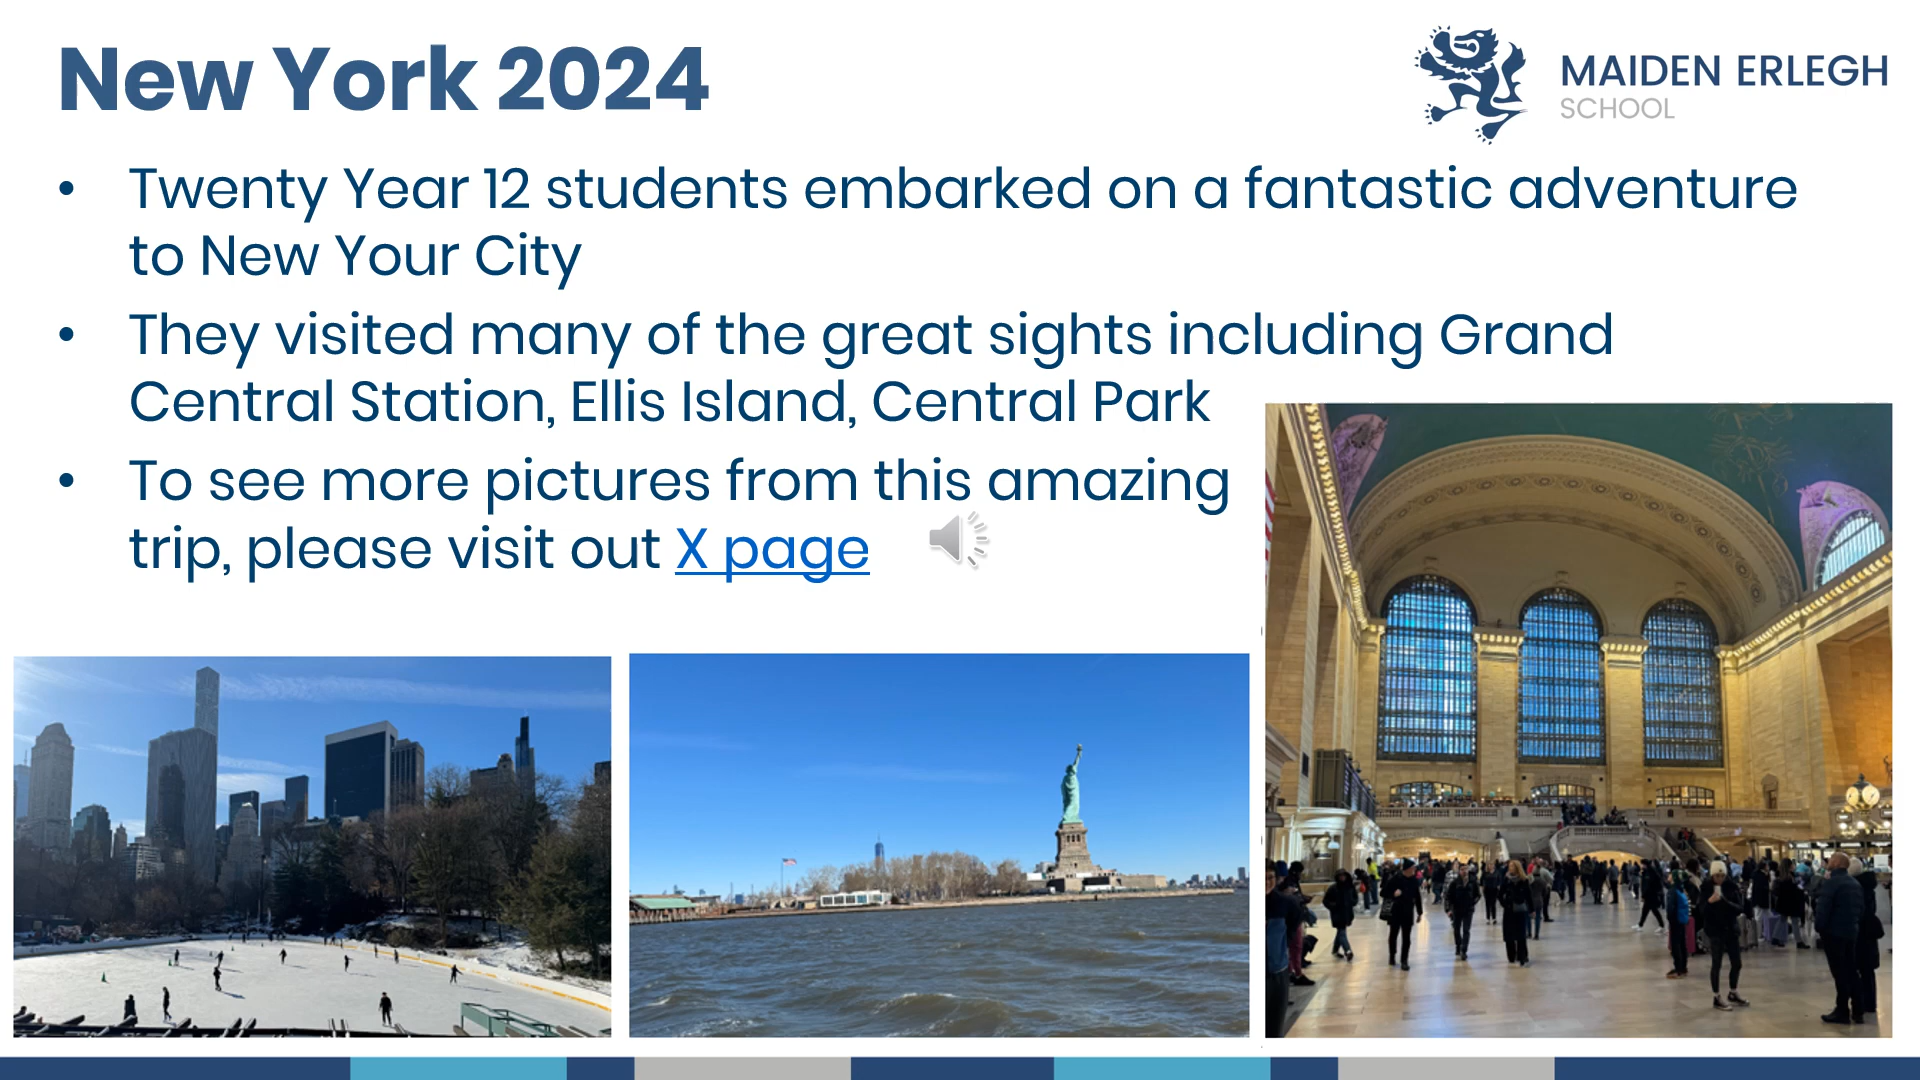 New York 2024
MAIDEN ERLEGH
SCHOOL
• Twenty Year 12 students embarked on a fantastic adventure
to New Your City
• They visited many of the great sights including Grand
Central Station, Ellis Island, Central Park
• To see more pictures from this amazing
trip, please visit out X page